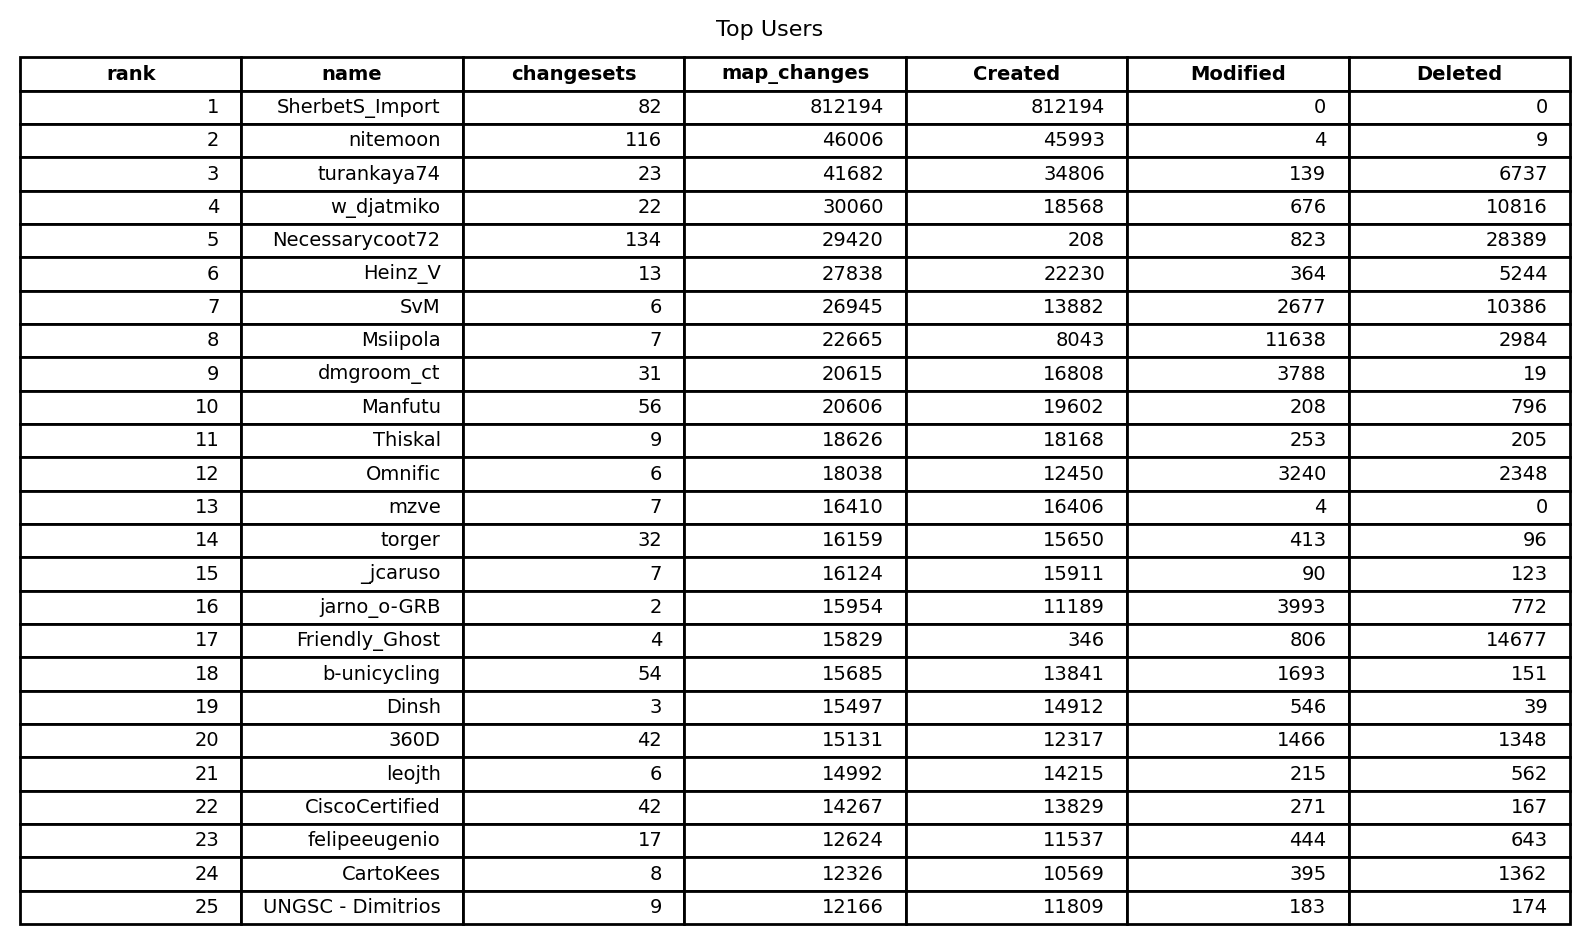 Top Users
rank name changesets map_changes Created Modified Deleted
1 SherbetS_Import 82 812194 812194 0 0
2 nitemoon 116 46006 45993 4 9
3 turankaya74 23 41682 34806 139 6737
4 w_djatmiko 22 30060 18568 676 10816
5 Necessarycoot72 134 29420 208 823 28389
6 Heinz_V 13 27838 22230 364 5244
7 SvM 6 26945 13882 2677 10386
8 Msiipola 7 22665 8043 11638 2984
9 dmgroom_ct 31 20615 16808 3788 19
10 Manfutu 56 20606 19602 208 796
11 Thiskal 9 18626 18168 253 205
12 Omnific 6 18038 12450 3240 2348
13 mzve 7 16410 16406 4 0
14 torger 32 16159 15650 413 96
15 _jcaruso 7 16124 15911 90 123
16 jarno_o-GRB 2 15954 11189 3993 772
17 Friendly_Ghost 4 15829 346 806 14677
18 b-unicycling 54 15685 13841 1693 151
19 Dinsh 3 15497 14912 546 39
20 360D 42 15131 12317 1466 1348
21 leojth 6 14992 14215 215 562
22 CiscoCertified 42 14267 13829 271 167
23 felipeeugenio 17 12624 11537 444 643
24 CartoKees 8 12326 10569 395 1362
25 UNGSC - Dimitrios 9 12166 11809 183 174